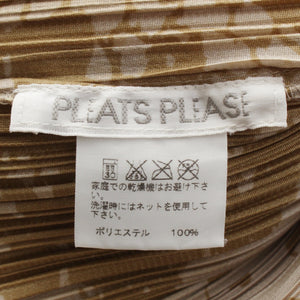 PLEATS PLEASE
家庭での乾燥機はお避け下さい。
洗濯時にはネットを使用して下さい。
ポリエステル 100%